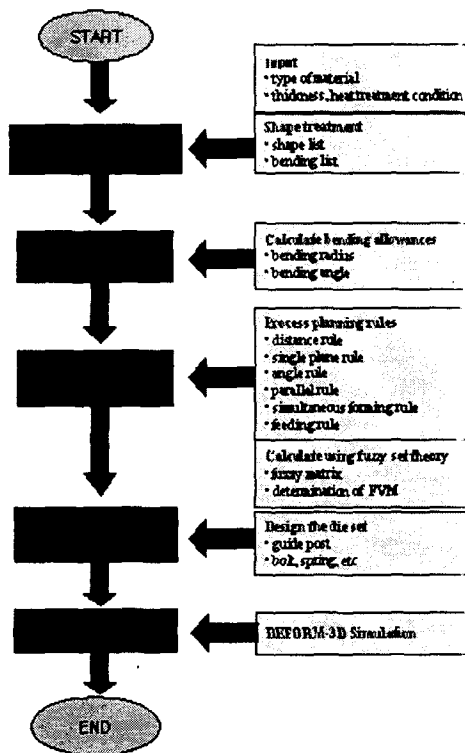 START
Input
• type of material
• thickness, heat treatment condition
Shape treatment
• shape list
• bending list
Calculate bending allowances
• bending radius
• bending angle
Process planning rules
• distance rule
• single plane rule
• angle rule
• parallel rule
• simultaneous forming rule
• feeding rule
Calculate using fuzzy set theory
• fuzzy matrix
• determination of FVM
Design the die set
• guide post
• bolt, spring, etc
DEFORM-3D Simulation
END